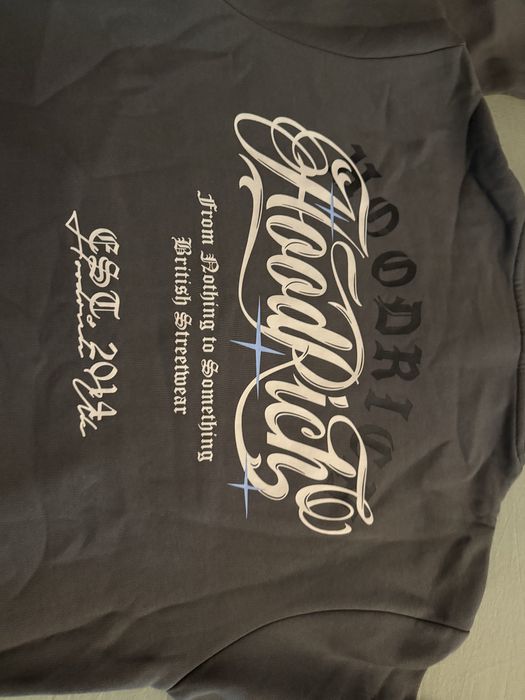 HOODRICH
HoodRich
From Nothing to Something
British Streetwear
EST. 2014